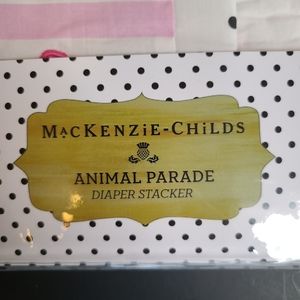 MacKenzie-Childs
ANIMAL PARADE
DIAPER STACKER